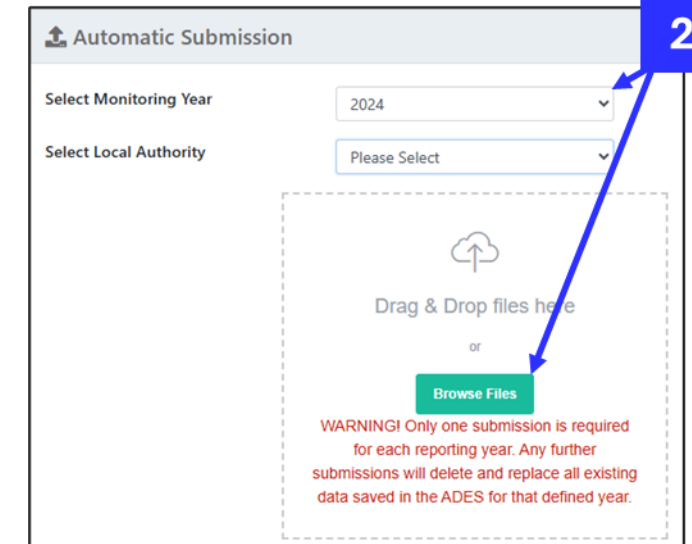 2
Automatic Submission
Select Monitoring Year
2024
Select Local Authority
Please Select
Drag & Drop files here
or
Browse Files
WARNING! Only one submission is required
for each reporting year. Any further
submissions will delete and replace all existing
data saved in the ADES for that defined year.